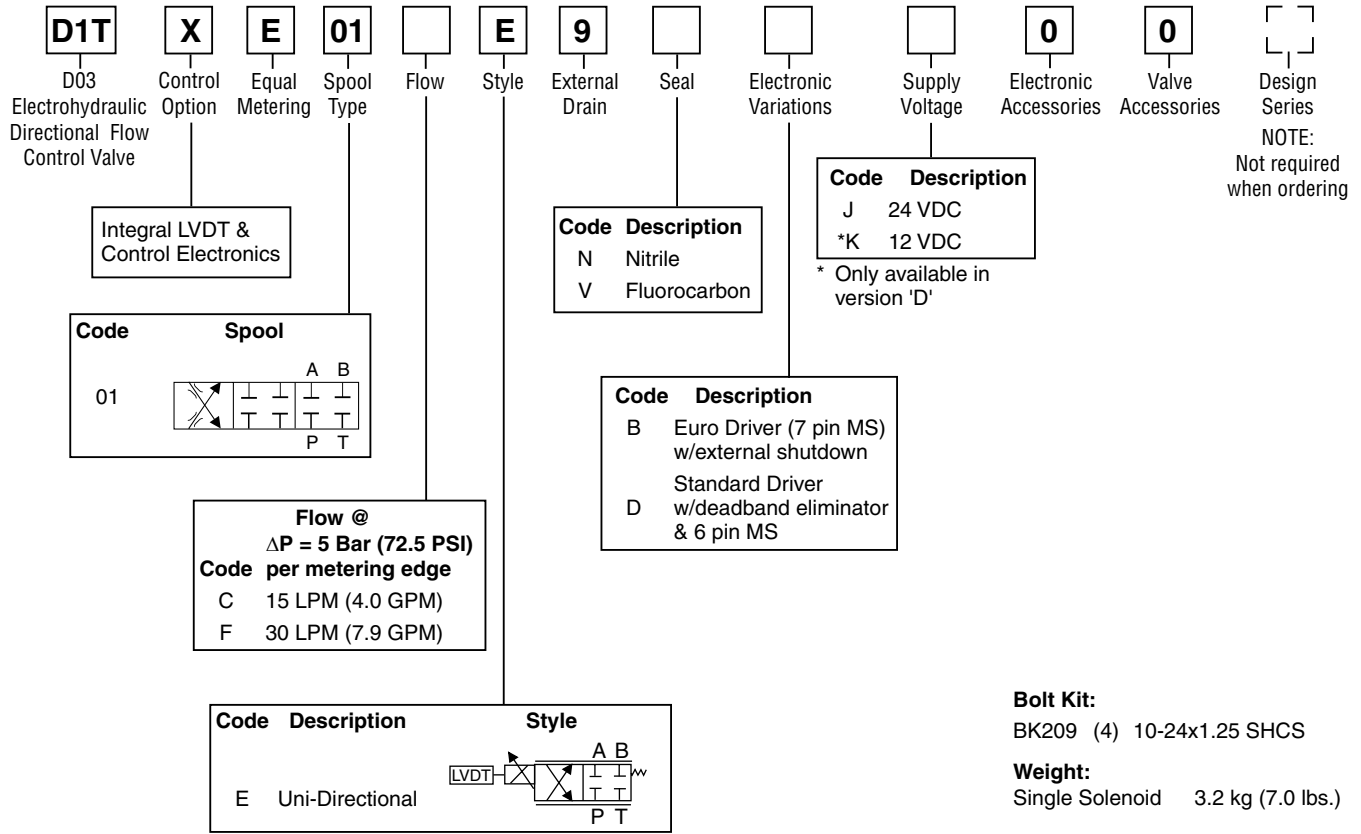 D1T X E 01 E 9 0 0
D03
Electrohydraulic
Directional Flow
Control Valve
Control
Option
Equal
Metering
Spool
Type
Flow
Style
External
Drain
Seal
Electronic
Variations
Supply
Voltage
Electronic
Accessories
Valve
Accessories
Design
Series
NOTE:
Not required
when ordering
Integral LVDT &
Control Electronics
Code Spool
A B
01
P T
Flow @
ΔP = 5 Bar (72.5 PSI)
Code per metering edge
C 15 LPM (4.0 GPM)
F 30 LPM (7.9 GPM)
Code Description Style
A B
LVDT
E Uni-Directional
P T
Code Description
N Nitrile
V Fluorocarbon
Code Description
B Euro Driver (7 pin MS)
w/external shutdown
Standard Driver
D w/deadband eliminator
& 6 pin MS
Code Description
J 24 VDC
*K 12 VDC
* Only available in
version 'D'
Bolt Kit:
BK209 (4) 10-24x1.25 SHCS
Weight:
Single Solenoid 3.2 kg (7.0 lbs.)